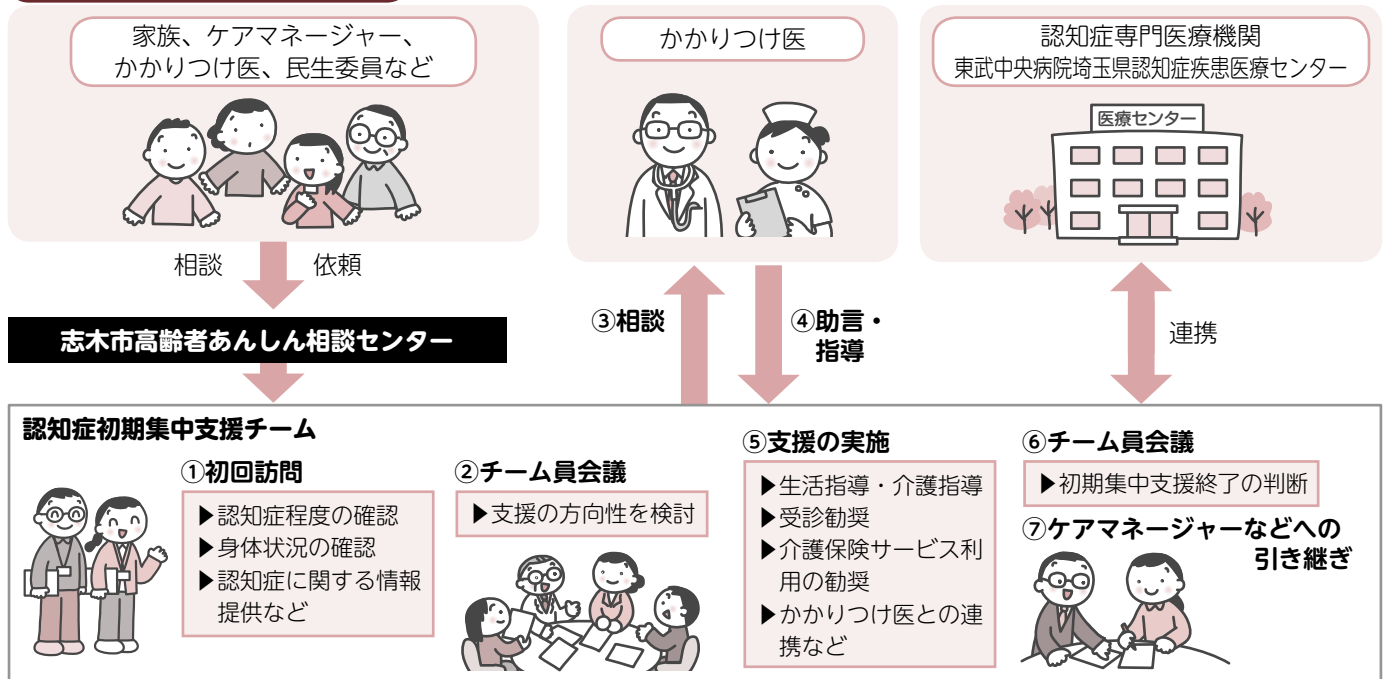 家族、ケアマネージャー、
かかりつけ医、民生委員など
かかりつけ医
認知症専門医療機関
東武中央病院埼玉県認知症疾患医療センター
医療センター
相談
依頼
志木市高齢者あんしん相談センター
③相談
④助言・
指導
連携
認知症初期集中支援チーム
①初回訪問
▶認知症程度の確認
▶身体状況の確認
▶認知症に関する情報
提供など
②チーム員会議
▶支援の方向性を検討
⑤支援の実施
▶生活指導・介護指導
▶受診勧奨
▶介護保険サービス利
用の勧奨
▶かかりつけ医との連
携など
⑥チーム員会議
▶初期集中支援終了の判断
⑦ケアマネージャーなどへの
引き継ぎ